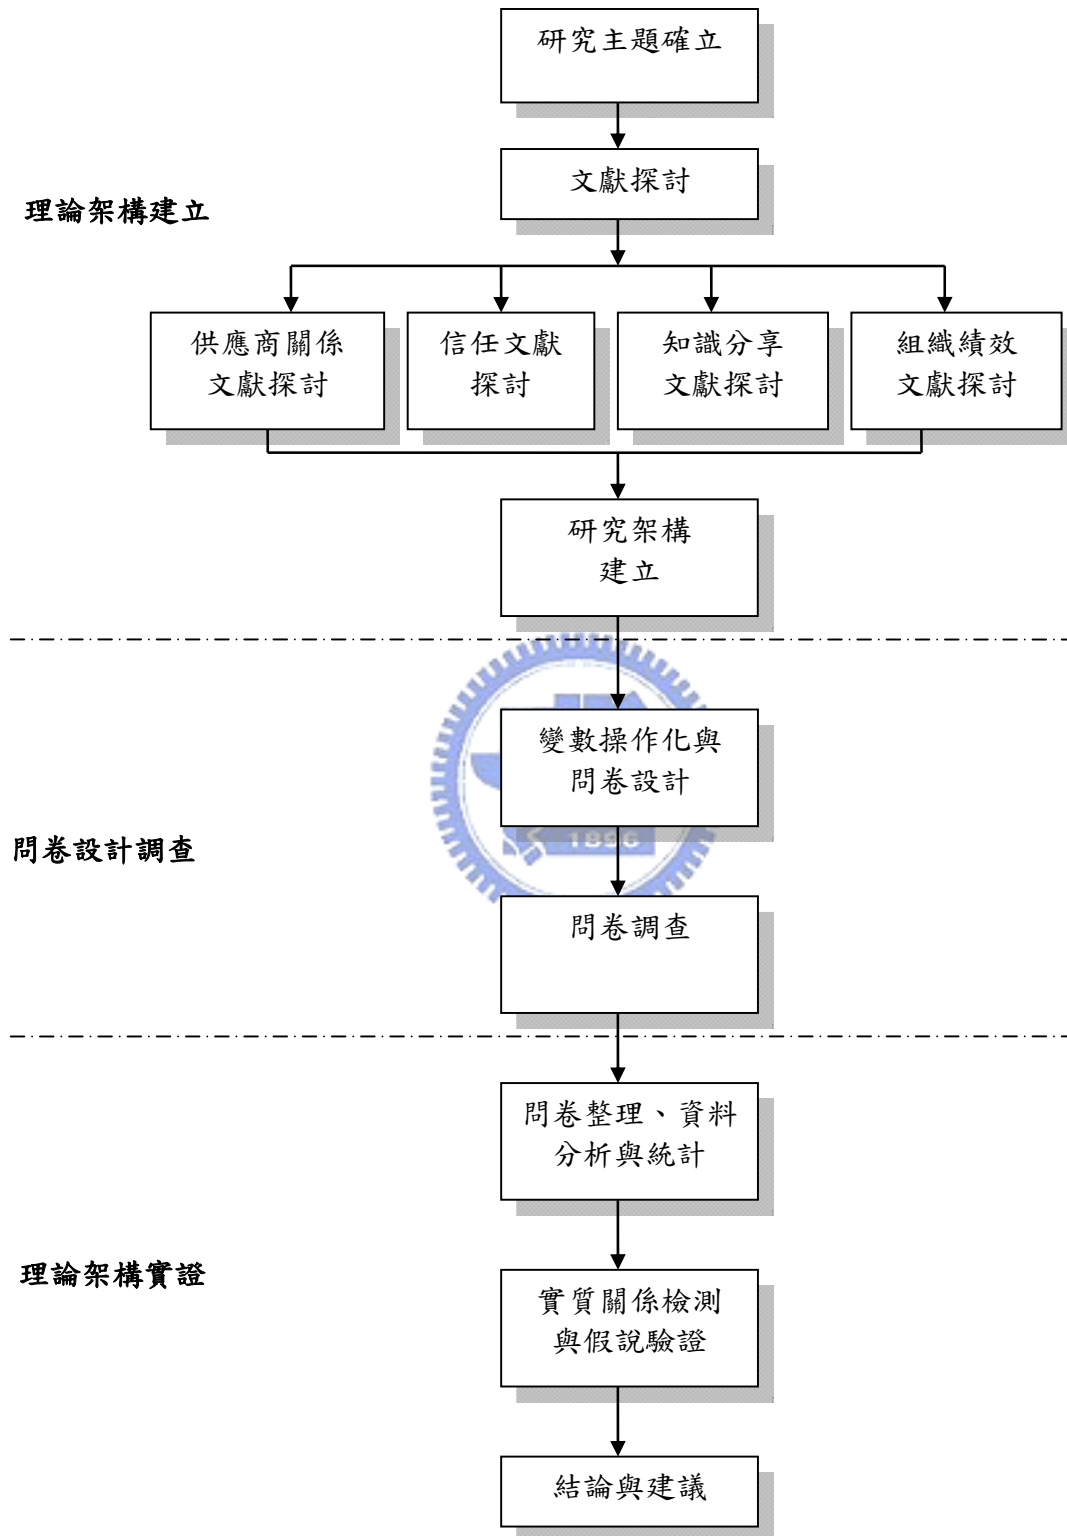 研究主題確立
文獻探討
理論架構建立
供應商關係
文獻探討
信任文獻
探討
知識分享
文獻探討
組織績效
文獻探討
研究架構
建立
變數操作化與
問卷設計
1896
問卷設計調查
問卷調查
問卷整理、資料
分析與統計
理論架構實證
實質關係檢測
與假說驗證
結論與建議